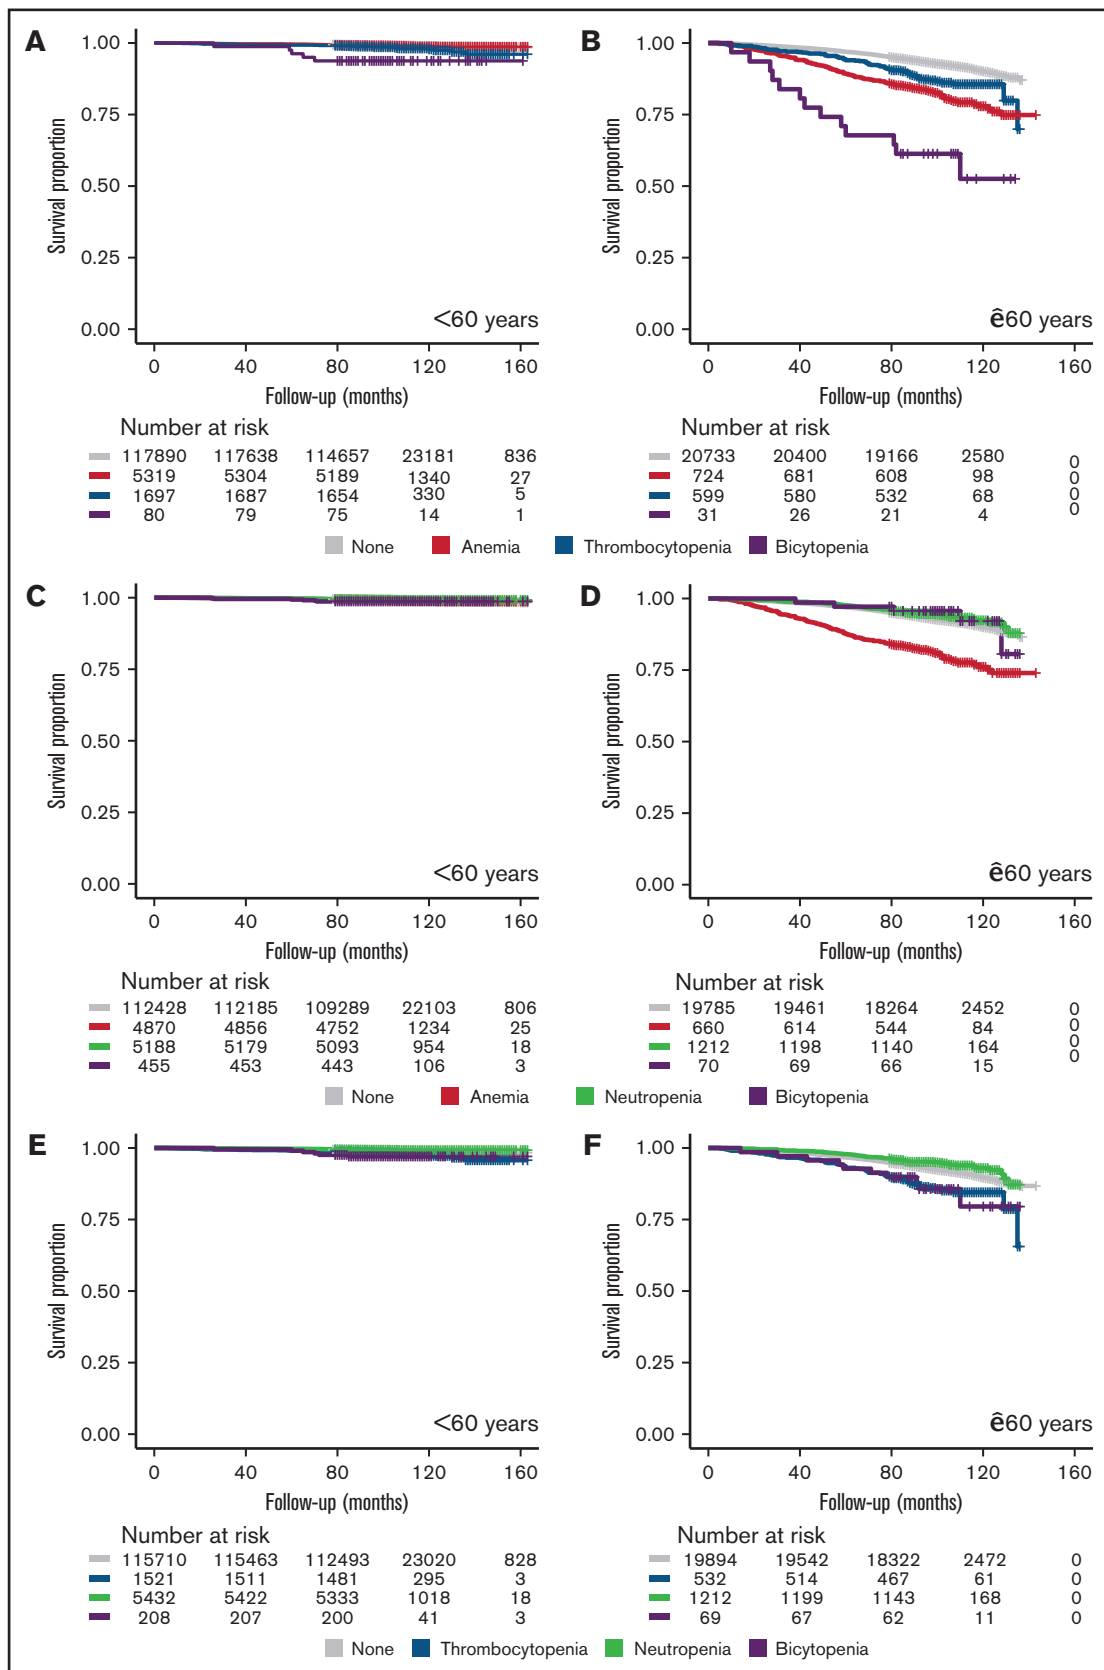 A
1.00
0.75
0.50
0.25
0.00
Survival proportion
<60 years
0 40 80 120 160
Follow-up (months)
Number at risk
117890 117638 114657 23181 836
5319 5304 5189 1340 27
1697 1687 1654 330 5
80 79 75 14 1
B
1.00
0.75
0.50
0.25
0.00
Survival proportion
ê60 years
0 40 80 120 160
Follow-up (months)
Number at risk
20733 20400 19166 2580 0
724 681 608 98 0
599 580 532 68 0
31 26 21 4 0
None Anemia Thrombocytopenia Bicytopenia
C
1.00
0.75
0.50
0.25
0.00
Survival proportion
<60 years
0 40 80 120 160
Follow-up (months)
Number at risk
112428 112185 109289 22103 806
4870 4856 4752 1234 25
5188 5179 5093 954 18
455 453 443 106 3
D
1.00
0.75
0.50
0.25
0.00
Survival proportion
ê60 years
0 40 80 120 160
Follow-up (months)
Number at risk
19785 19461 18264 2452 0
660 614 544 84 0
1212 1198 1140 164 0
70 69 66 15 0
None Anemia Neutropenia Bicytopenia
E
1.00
0.75
0.50
0.25
0.00
Survival proportion
<60 years
0 40 80 120 160
Follow-up (months)
Number at risk
115710 115463 112493 23020 828
1521 1511 1481 295 3
5432 5422 5333 1018 18
208 207 200 41 3
F
1.00
0.75
0.50
0.25
0.00
Survival proportion
ê60 years
0 40 80 120 160
Follow-up (months)
Number at risk
19894 19542 18322 2472 0
532 514 467 61 0
1212 1199 1143 168 0
69 67 62 11 0
None Thrombocytopenia Neutropenia Bicytopenia